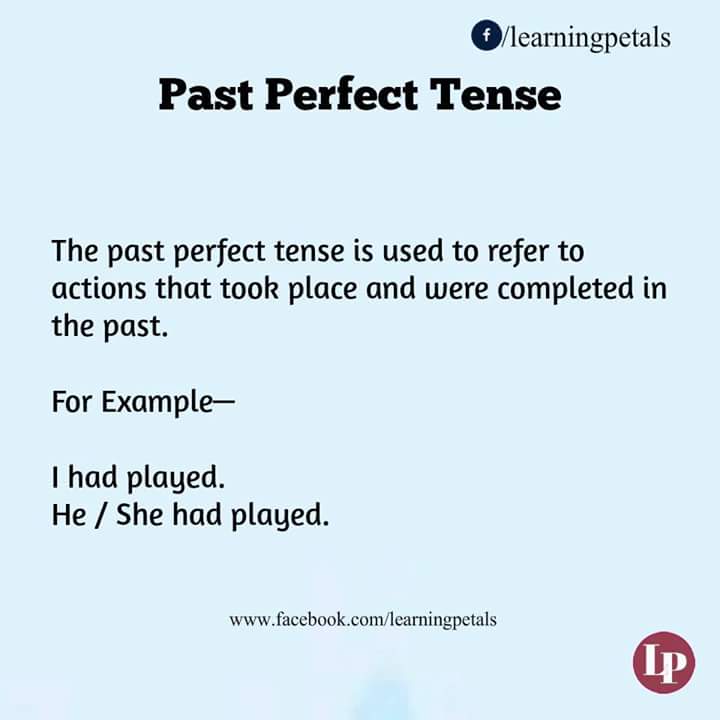 f/learningpetals
Past Perfect Tense
The past perfect tense is used to refer to
actions that took place and were completed in
the past.
For Example—
I had played.
He / She had played.
www.facebook.com/learningpetals
LP